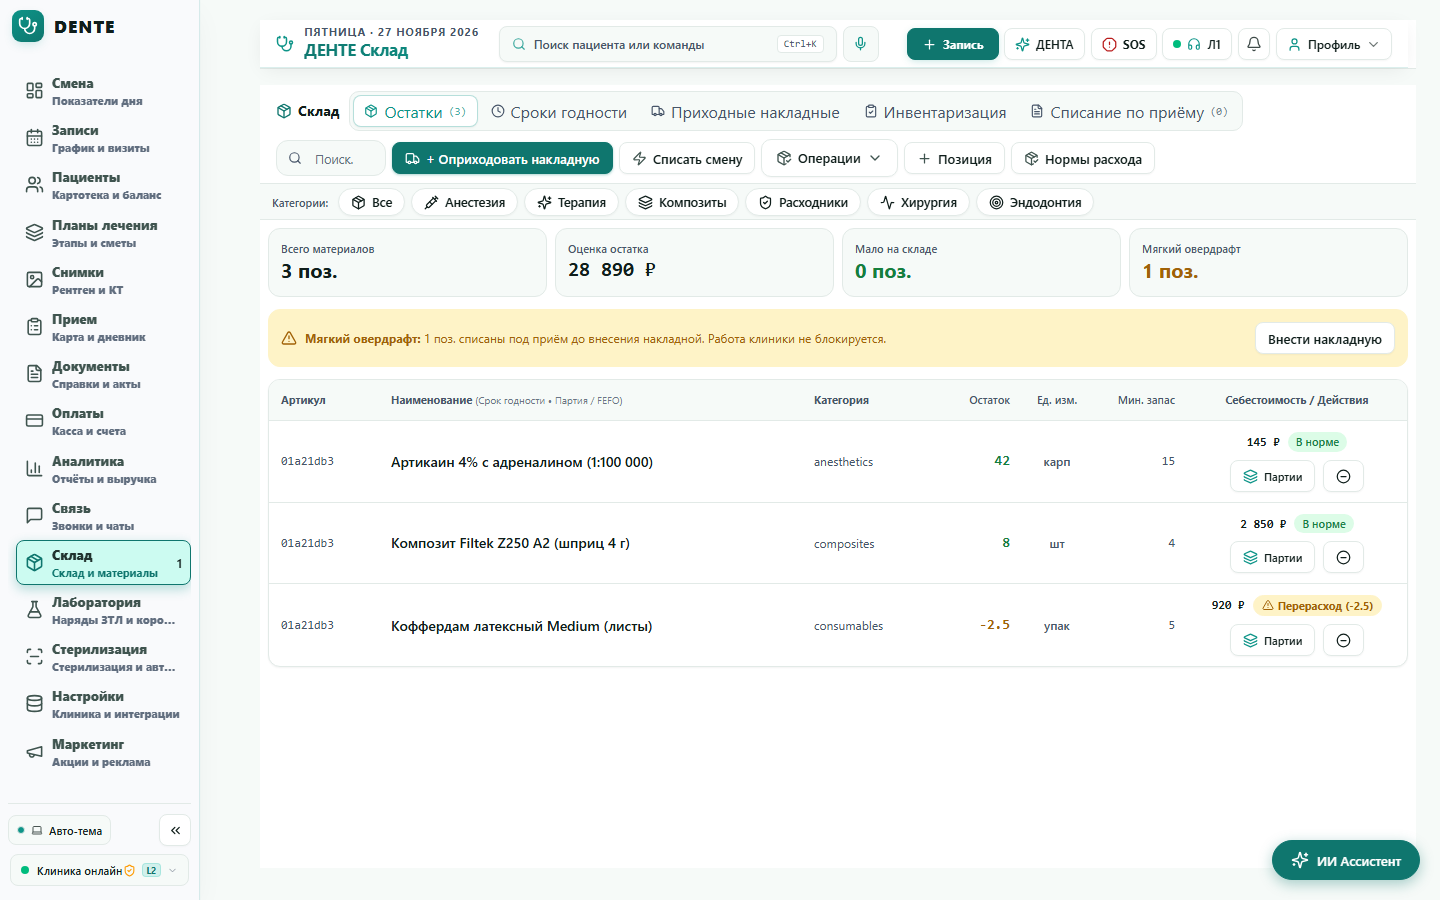 DENTE
Смена
Показатели дня
Записи
График и визиты
Пациенты
Картотека и баланс
Планы лечения
Этапы и сметы
Снимки
Рентген и КТ
Прием
Карта и дневник
Документы
Справки и акты
Оплаты
Касса и счета
Аналитика
Отчёты и выручка
Связь
Звонки и чаты
Склад
Склад и материалы
1
Лаборатория
Наряды ЗТЛ и коро...
Стерилизация
Стерилизация и авт...
Настройки
Клиника и интеграции
Маркетинг
Акции и реклама
Авто-тема
Клиника онлайн L2
ПЯТНИЦА · 27 НОЯБРЯ 2026
ДЕНТЕ Склад
Поиск пациента или команды Ctrl+K
Запись
ДЕНТА
SOS
Л1
Профиль
Склад
Остатки (3)
Сроки годности
Приходные накладные
Инвентаризация
Списание по приёму (0)
Поиск.
+ Оприходовать накладную
Списать смену
Операции
Позиция
Нормы расхода
Категории: Все Анестезия Терапия Композиты Расходники Хирургия Эндодонтия
Всего материалов
3 поз.
Оценка остатка
28 890 ₽
Мало на складе
0 поз.
Мягкий овердрафт
1 поз.
Мягкий овердрафт: 1 поз. списаны под приём до внесения накладной. Работа клиники не блокируется.
Внести накладную
Артикул Наименование (Срок годности • Партия / FEFO) Категория Остаток Ед. изм. Мин. запас Себестоимость / Действия
01a21db3 Артикаин 4% с адреналином (1:100 000) anesthetics 42 карп 15 145 ₽ В норме
Партии
01a21db3 Композит Filtek Z250 A2 (шприц 4 г) composites 8 шт 4 2 850 ₽ В норме
Партии
01a21db3 Коффердам латексный Medium (листы) consumables -2.5 упак 5 920 ₽ Перерасход (-2.5)
Партии
ИИ Ассистент